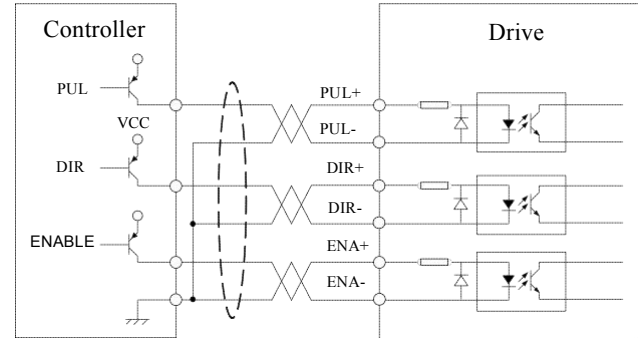 Controller
Drive
PUL
PUL+
PUL-
VCC
DIR
DIR+
DIR-
ENABLE
ENA+
ENA-